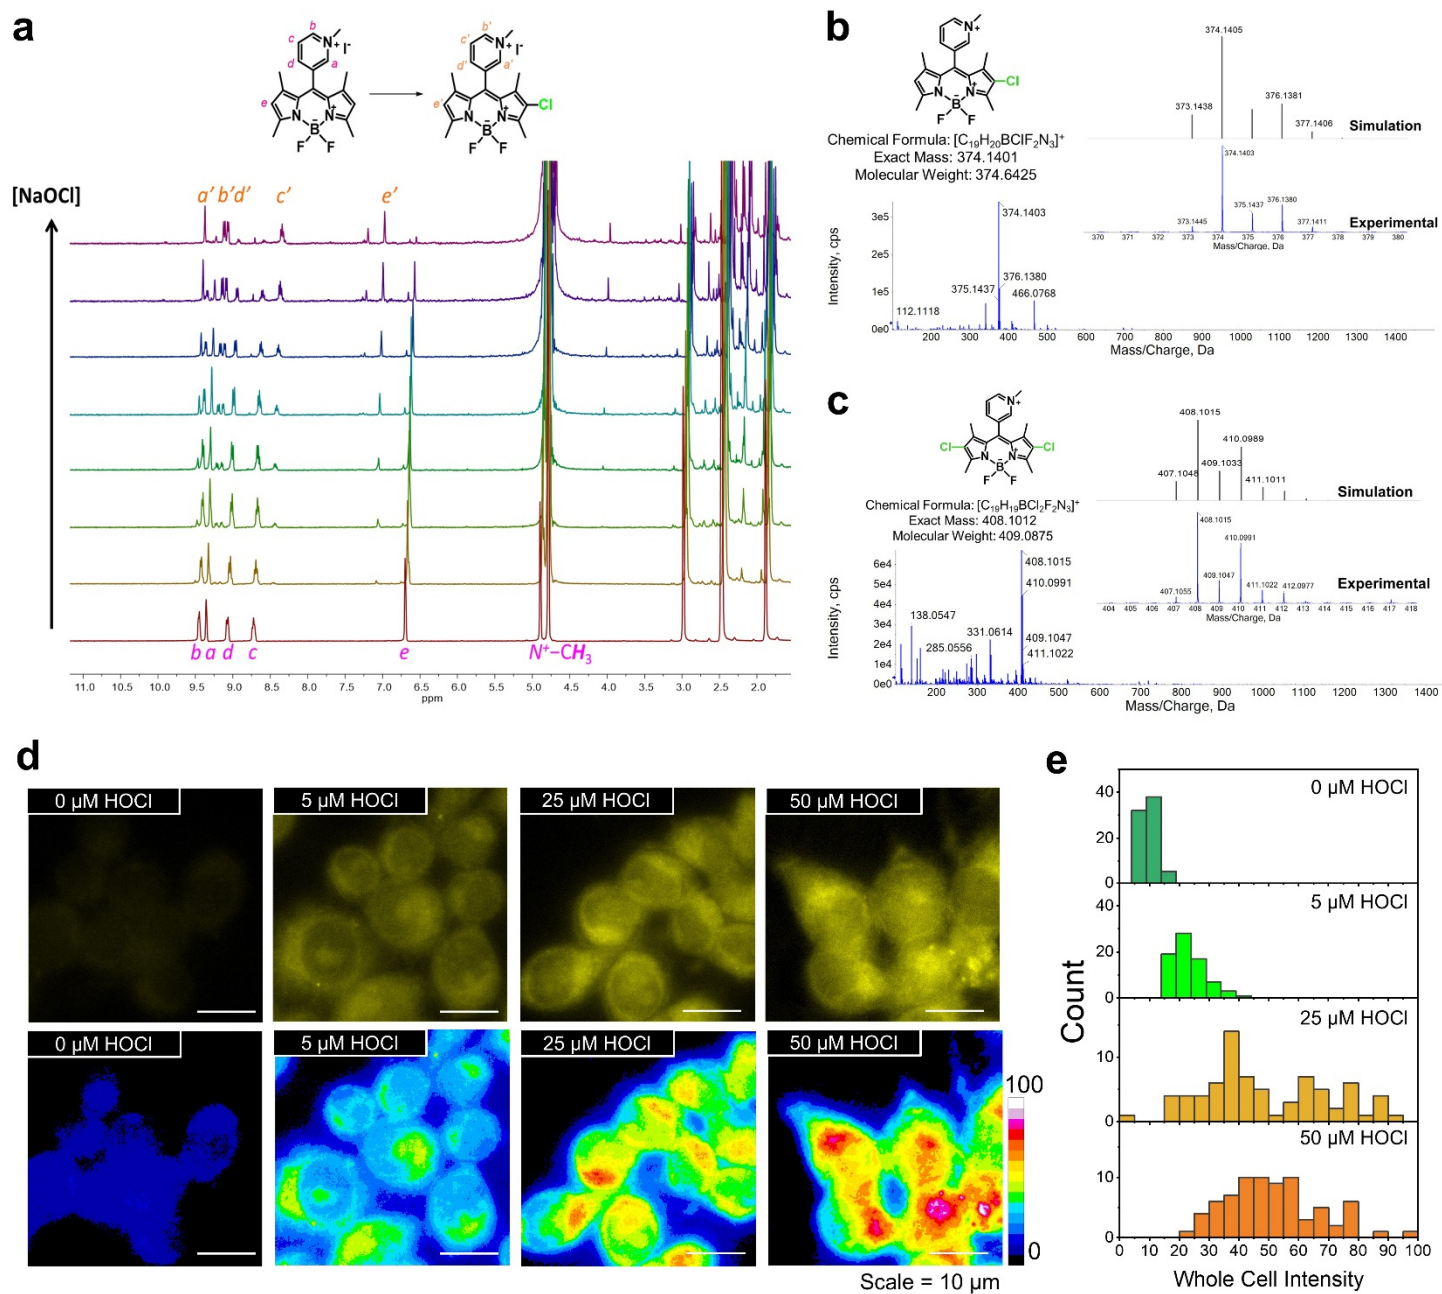 a
b
c
d
a
e
N
+
I-
F
F
N
N
B
b'
c'
d'
a'
e'
N
+
I-
Cl
N
N
B
F
F
[NaOCl]
a' b' d' c' e'
b a d c e N⁺–CH₃
11.0 10.5 10.0 9.5 9.0 8.5 8.0 7.5 7.0 6.5 6.0 5.5 5.0 4.5 4.0 3.5 3.0 2.5 2.0
ppm
b
N+
Cl
N
N
B
F
F
Chemical Formula: [C₁₉H₂₀BClF₂N₃]⁺
Exact Mass: 374.1401
Molecular Weight: 374.6425
374.1405
373.1438
376.1381
377.1406
Simulation
374.1403
373.1445
375.1437
376.1380
377.1411
Experimental
370 371 372 373 374 375 376 377 378 379 380
Mass/Charge, Da
Intensity, cps
3e5
2e5
1e5
0e0
374.1403
376.1380
375.1437
466.0768
112.1118
200 300 400 500 600 700 800 900 1000 1100 1200 1300 1400
Mass/Charge, Da
c
N+
Cl
Cl
N
N
B
F
F
Chemical Formula: [C₁₉H₁₉BCl₂F₂N₃]⁺
Exact Mass: 408.1012
Molecular Weight: 409.0875
408.1015
410.0989
407.1048
409.1033
411.1011
Simulation
408.1015
410.0991
409.1047
407.1055
411.1022
412.0977
Experimental
404 405 406 407 408 409 410 411 412 413 414 415 416 417 418
Mass/Charge, Da
Intensity, cps
6e4
5e4
4e4
3e4
2e4
1e4
0e0
408.1015
410.0991
138.0547
331.0614
285.0556
409.1047
411.1022
200 300 400 500 600 700 800 900 1000 1100 1200 1300 1400
Mass/Charge, Da
d
0 µM HOCl
5 µM HOCl
25 µM HOCl
50 µM HOCl
0 µM HOCl
5 µM HOCl
25 µM HOCl
50 µM HOCl
100
0
Scale = 10 µm
e
0 µM HOCl
40
20
0
5 µM HOCl
40
20
0
25 µM HOCl
10
0
50 µM HOCl
10
0
Count
0 10 20 30 40 50 60 70 80 90 100
Whole Cell Intensity